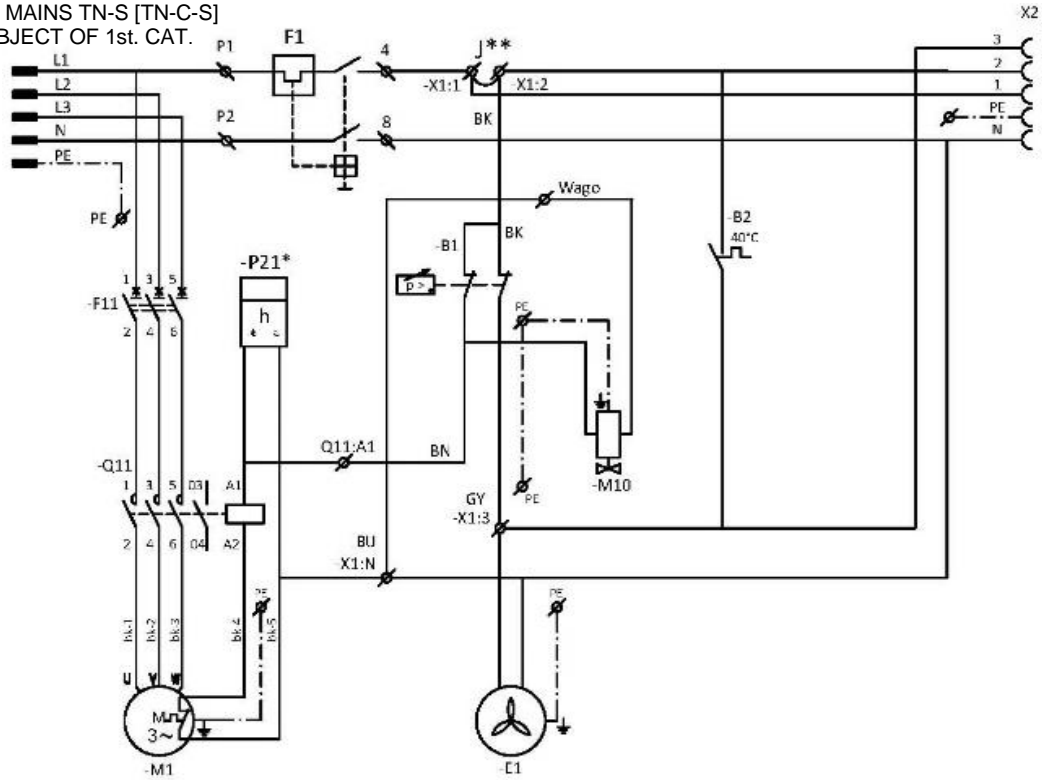 MAINS TN-S [TN-C-S]
BJECT OF 1st. CAT.
X2
L1
P1
F1
4
J**
3
L2
-X1:1
-X1:2
2
L3
1
N
P2
8
BK
PE
PE
N
PE
Wago
-B1
BK
-B2
40°C
-P21*
p >
1 3 5
-F11
h
PE
2 4 6
Q11:A1
BN
-Q11
1 3 5 03 A1
-M10
GY
PE
-X1:3
2 4 6 04 A2
BU
-X1:N
PE
PE
bk-1
bk-2
bk-3
bk-4
bk-5
U V W
M
3~
-M1
-E1